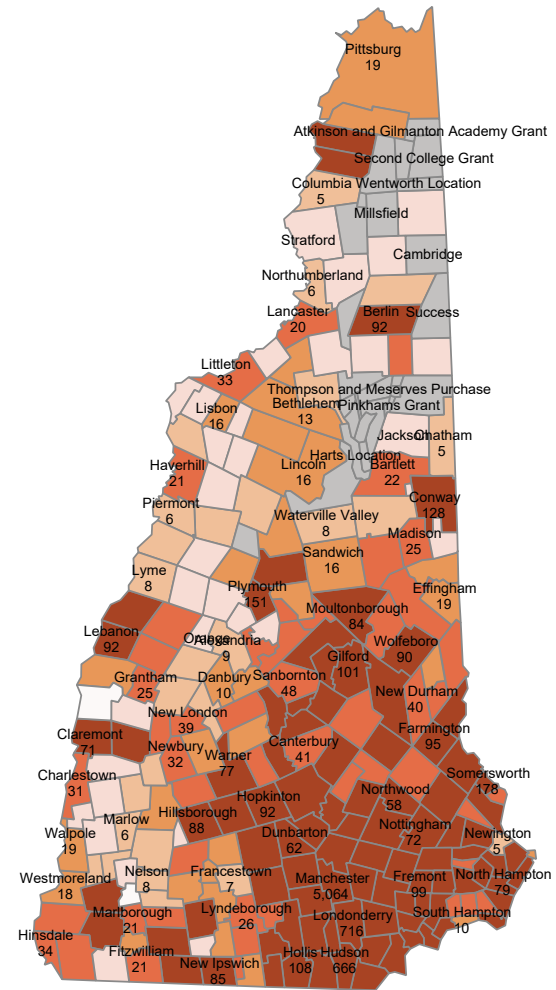 Pittsburg
19
Atkinson and Gilmanton Academy Grant
Second College Grant
Columbia
5
Wentworth Location
Millsfield
Stratford
Cambridge
Northumberland
6
Lancaster
20
Berlin
92
Success
Littleton
33
Thompson and Meserves Purchase
Bethlehem
13
Pinkhams Grant
Lisbon
16
Jackson
Chatham
5
Harts Location
Haverhill
21
Lincoln
16
Bartlett
22
Conway
128
Piermont
6
Waterville Valley
8
Madison
25
Sandwich
16
Lyme
8
Plymouth
151
Effingham
19
Moultonborough
84
Lebanon
92
Orange
Alexandria
9
Wolfeboro
90
Gilford
101
Grantham
25
Danbury
10
Sanbornton
48
New Durham
40
New London
39
Claremont
71
Newbury
32
Warner
77
Canterbury
41
Farmington
95
Charlestown
31
Somersworth
178
Hopkinton
92
Northwood
58
Marlow
6
Hillsborough
88
Walpole
19
Dunbarton
62
Nottingham
72
Newington
5
Westmoreland
18
Nelson
8
Francestown
7
Manchester
5,064
Fremont
99
North Hampton
79
Marlborough
21
Lyndeborough
26
Londonderry
716
South Hampton
10
Hinsdale
34
Fitzwilliam
21
New Ipswich
85
Hollis
108
Hudson
666